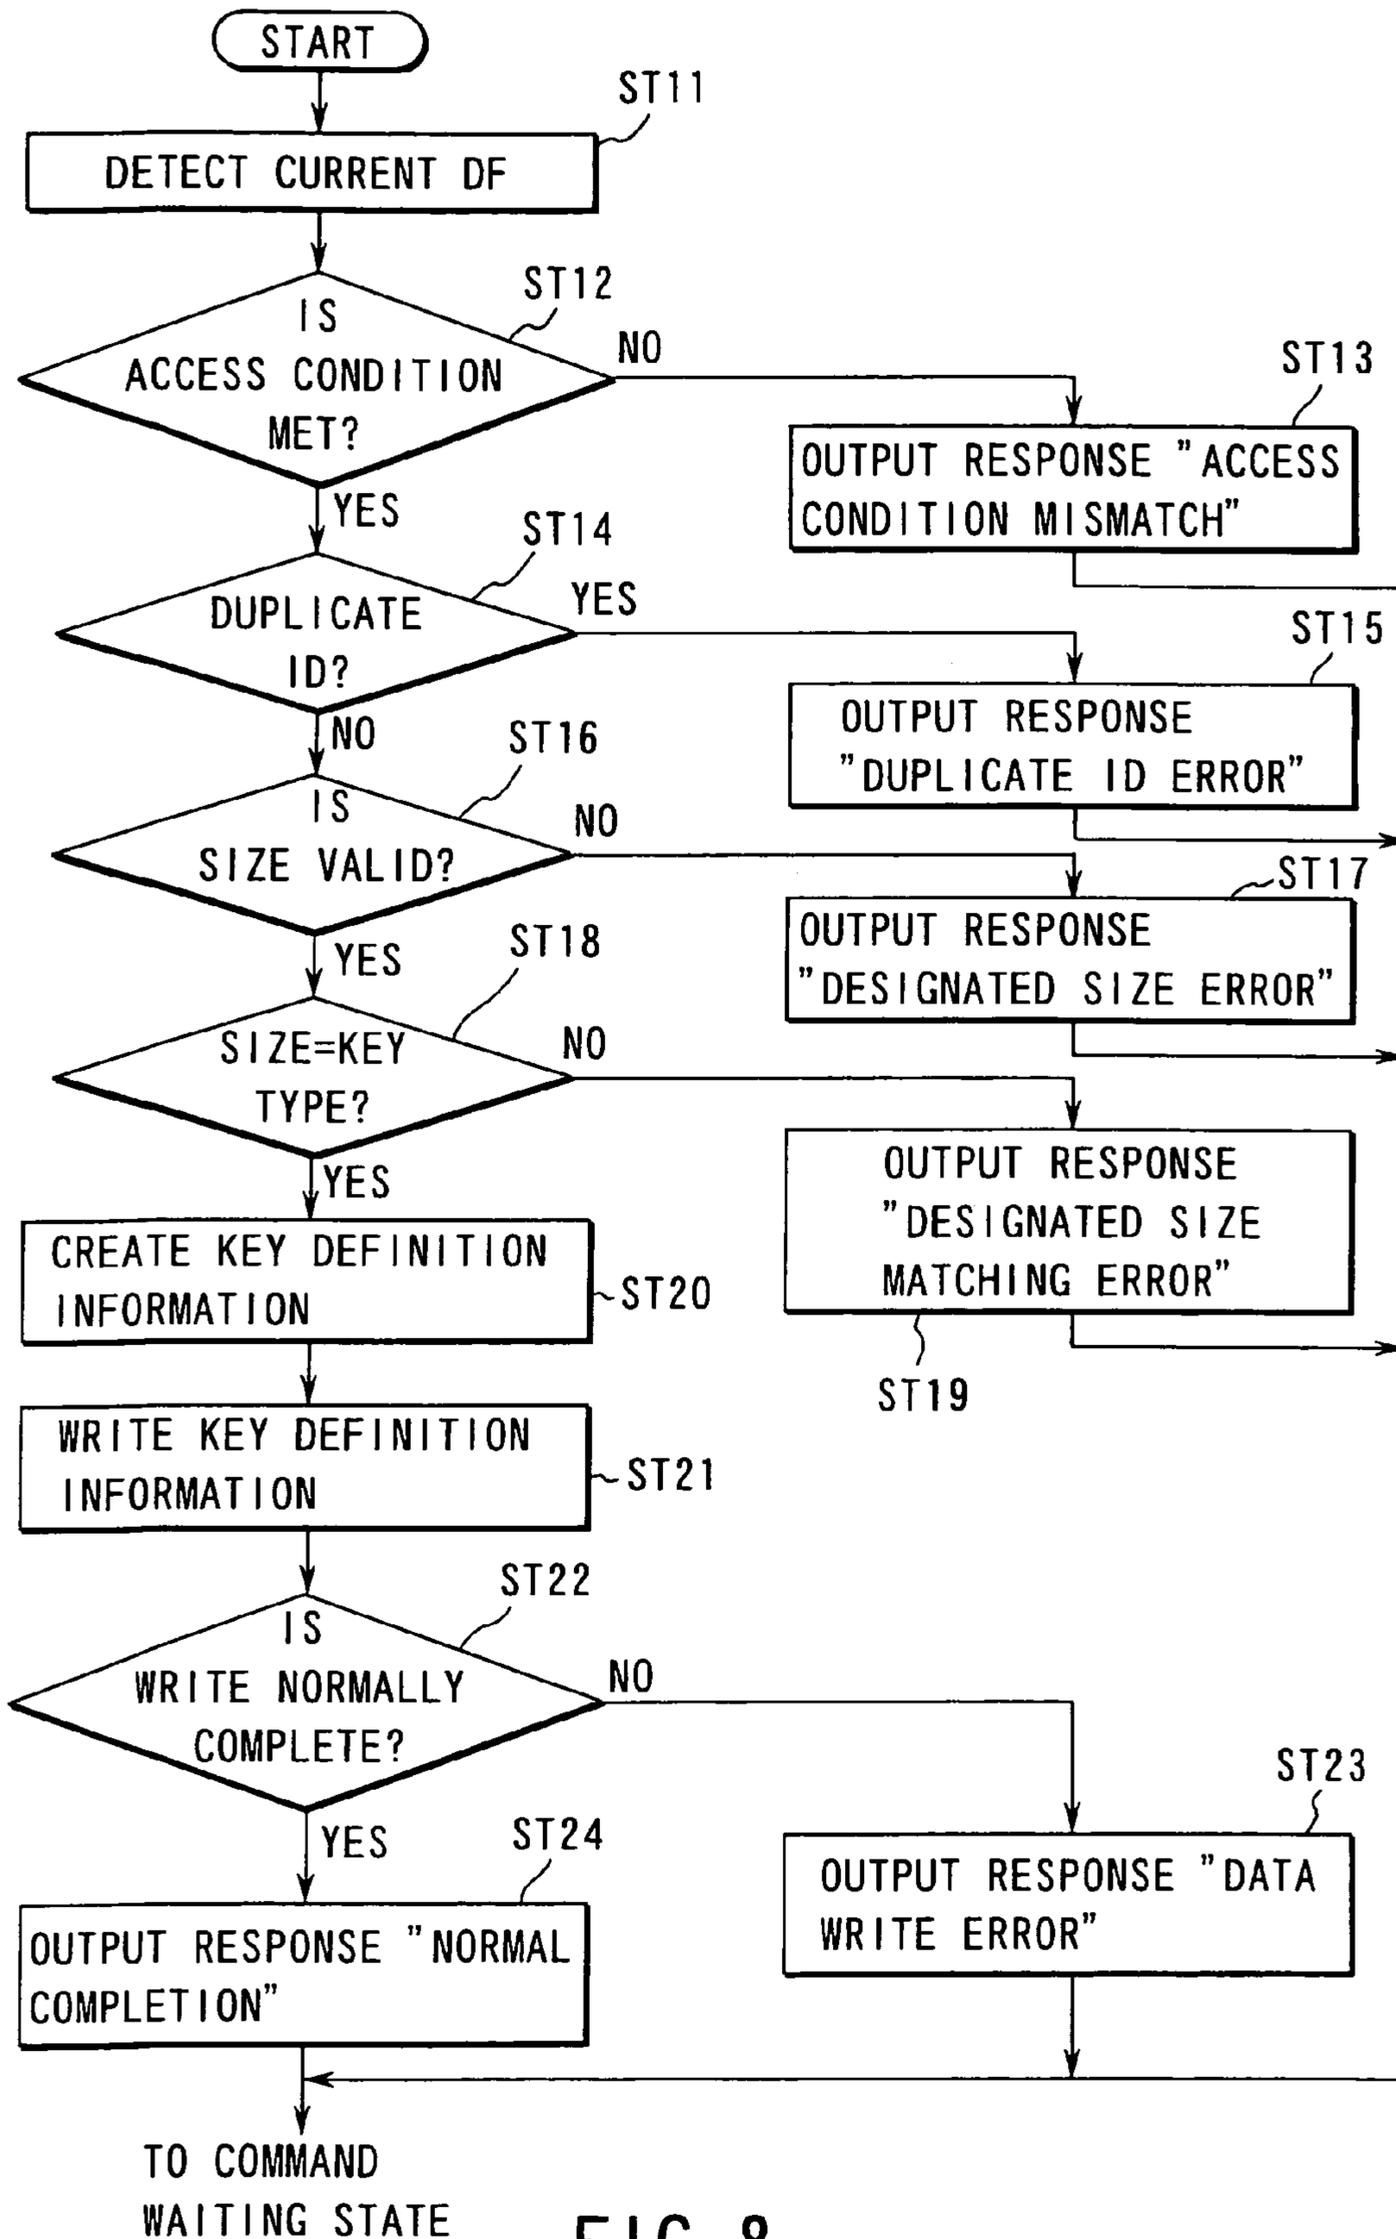 START
ST11
DETECT CURRENT DF
ST12
IS
ACCESS CONDITION
MET?
NO
YES
ST13
OUTPUT RESPONSE "ACCESS
CONDITION MISMATCH"
ST14
DUPLICATE
ID?
YES
NO
ST15
OUTPUT RESPONSE
"DUPLICATE ID ERROR"
ST16
IS
SIZE VALID?
NO
YES
ST17
OUTPUT RESPONSE
"DESIGNATED SIZE ERROR"
ST18
SIZE=KEY
TYPE?
NO
YES
OUTPUT RESPONSE
"DESIGNATED SIZE
MATCHING ERROR"
ST19
CREATE KEY DEFINITION
INFORMATION
ST20
WRITE KEY DEFINITION
INFORMATION
ST21
ST22
IS
WRITE NORMALLY
COMPLETE?
NO
YES
ST23
OUTPUT RESPONSE "DATA
WRITE ERROR"
ST24
OUTPUT RESPONSE "NORMAL
COMPLETION"
TO COMMAND
WAITING STATE
FIG. 8